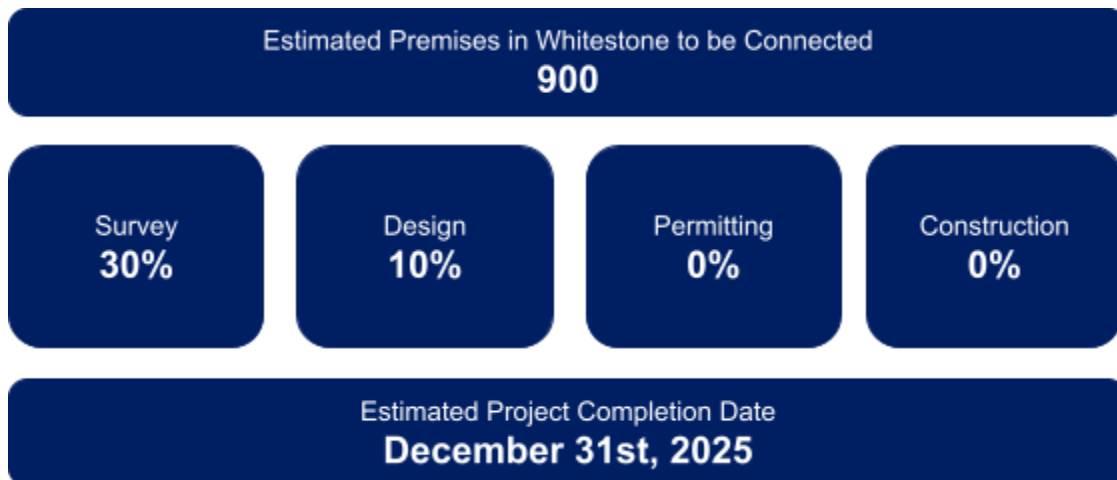 Estimated Premises in Whitestone to be Connected
900
Survey
30%
Design
10%
Permitting
0%
Construction
0%
Estimated Project Completion Date
December 31st, 2025